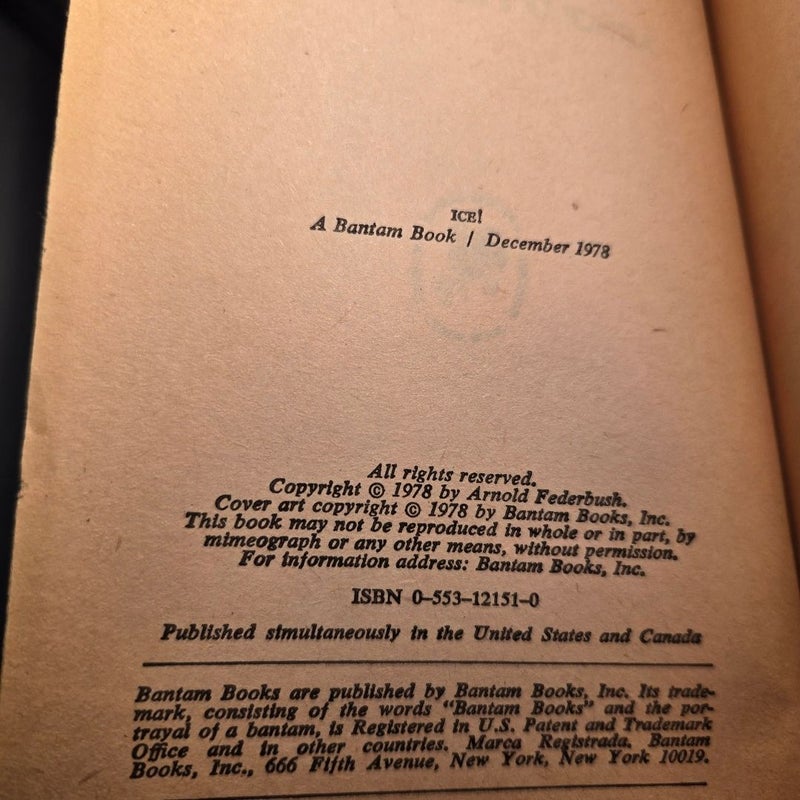 ICE!
A Bantam Book / December 1978
All rights reserved.
Copyright © 1978 by Arnold Federbush.
Cover art copyright © 1978 by Bantam Books, Inc.
This book may not be reproduced in whole or in part, by
mimeograph or any other means, without permission.
For information address: Bantam Books, Inc.
ISBN 0–553–12151–0
Published simultaneously in the United States and Canada
Bantam Books are published by Bantam Books, Inc. Its trade-
mark, consisting of the words "Bantam Books" and the por-
trayal of a bantam, is Registered in U.S. Patent and Trademark
Office and in other countries. Marca Registrada. Bantam
Books, Inc., 666 Fifth Avenue, New York, New York 10019.